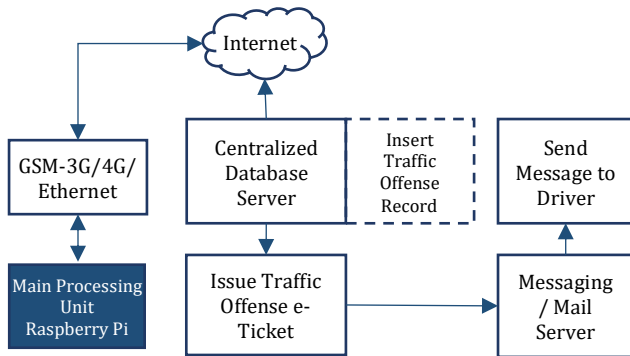 Internet
GSM-3G/4G/
Ethernet
Main Processing
Unit
Raspberry Pi
Centralized
Database
Server
Insert
Traffic
Offense
Record
Issue Traffic
Offense e-
Ticket
Send
Message to
Driver
Messaging
/ Mail
Server